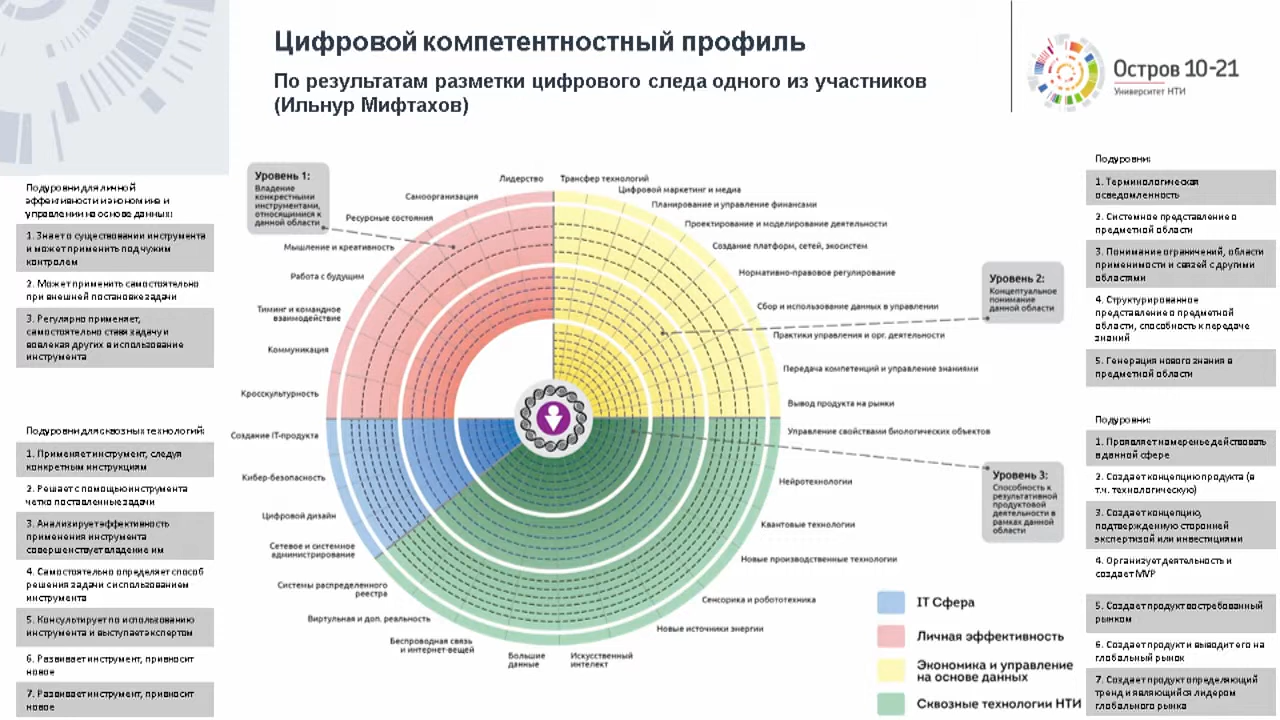 Цифровой компетентностный профиль
По результатам разметки цифрового следа одного из участников
(Ильнур Мифтахов)
Остров 10-21
Университет НТИ
Подуровни для личной
эффективности и экономики и
управлении на основе данных:
1. Знает о существовании инструмента
и может применить под чужим
контролем
2. Может применить самостоятельно
при внешней постановке задачи
3. Регулярно применяет,
самостоятельно ставя задачу и
вовлекая других в использование
инструмента
Подуровни для сквозных технологий:
1. Применяет инструмент, следуя
конкретным инструкциям
2. Решает с помощью инструмента
чётко поставленную задачу
3. Анализирует эффективность
применения инструмента и
совершенствует владение им
4. Самостоятельно определяет способ
решения задачи с использованием
инструмента
5. Консультирует по использованию
инструмента и выступает экспертом
6. Развивает инструмент, привносит
новое
7. Развивает инструмент, привносит
новое
Уровень 1:
Владение
конкрестными
инструментами,
относящимися к
данной области
Лидерство
Самоорганизация
Ресурсные состояния
Мышление и креативность
Работа с будущим
Тиминг и командное
взаимодействие
Коммуникация
Кросскультурность
Создание IT-продукта
Кибер-безопасность
Цифровой дизайн
Сетевое и системное
администрирование
Системы распределенного
реестра
Виртуальная и доп. реальность
Беспроводная связь
и интернет-вещей
Большие
данные
Искусственный
интелект
Трансфер технологий
Цифровой маркетинг и медиа
Планирование и управление финансами
Проектирование и моделирование деятельности
Создание платформ, сетей, экосистем
Нормативно-правовое регулирование
Сбор и использование данных в управлении
Практики управления и орг. деятельности
Передача компетенций и управление знаниями
Вывод продукта на рынки
Управление свойствами биологических объектов
Нейротехнологии
Квантовые технологии
Новые производственные технологии
Сенсорика и робототехника
Новые источники энергии
Уровень 2:
Концептуальное
понимание
данной области
Уровень 3:
Способность к
результативной
продуктовой
деятельности в
рамках данной
области
IT Сфера
Личная эффективность
Экономика и управление
на основе данных
Сквозные технологии НТИ
Подуровни:
1. Терминологическая
осведомленность
2. Системное представление о
предметной области
3. Понимание ограничений, области
применимости и связей с другими
областями
4. Структурированное
представление о предметной
области, способность к передаче
знаний
5. Генерация нового знания в
предметной области
Подуровни:
1. Проявляет намеренье действовать
в данной сфере
2. Создает концепцию продукта (в
т.ч. технологическую)
3. Создает концепцию,
подтвержденную системной
экспертизой или инвестициями
4. Организует деятельность и
создает MVP
5. Создает продукт востребованный
рынком
6. Создает продукт и выводит его на
глобальный рынок
7. Создает продукт определяющий
тренд и являющийся лидером
глобального рынка